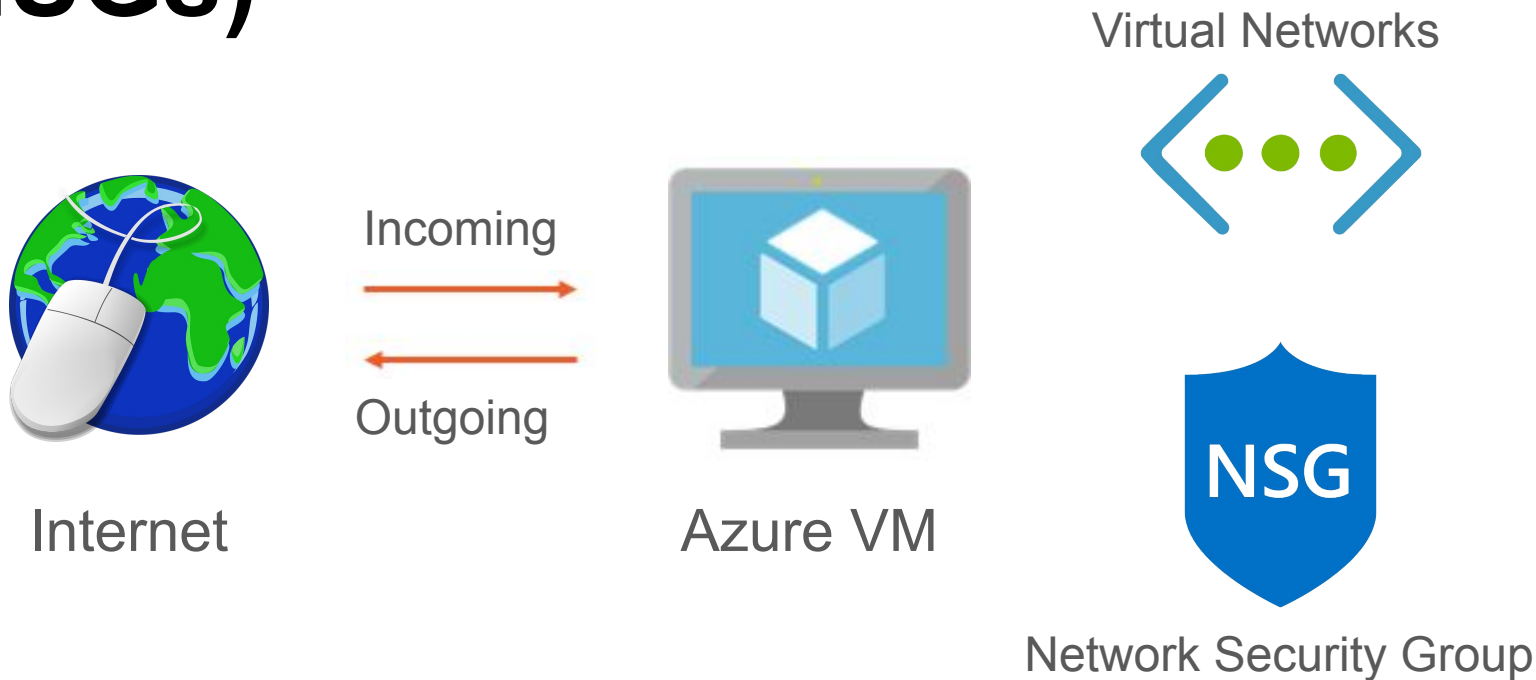 Virtual Networks
Incoming
Outgoing
Internet
Azure VM
NSG
Network Security Group